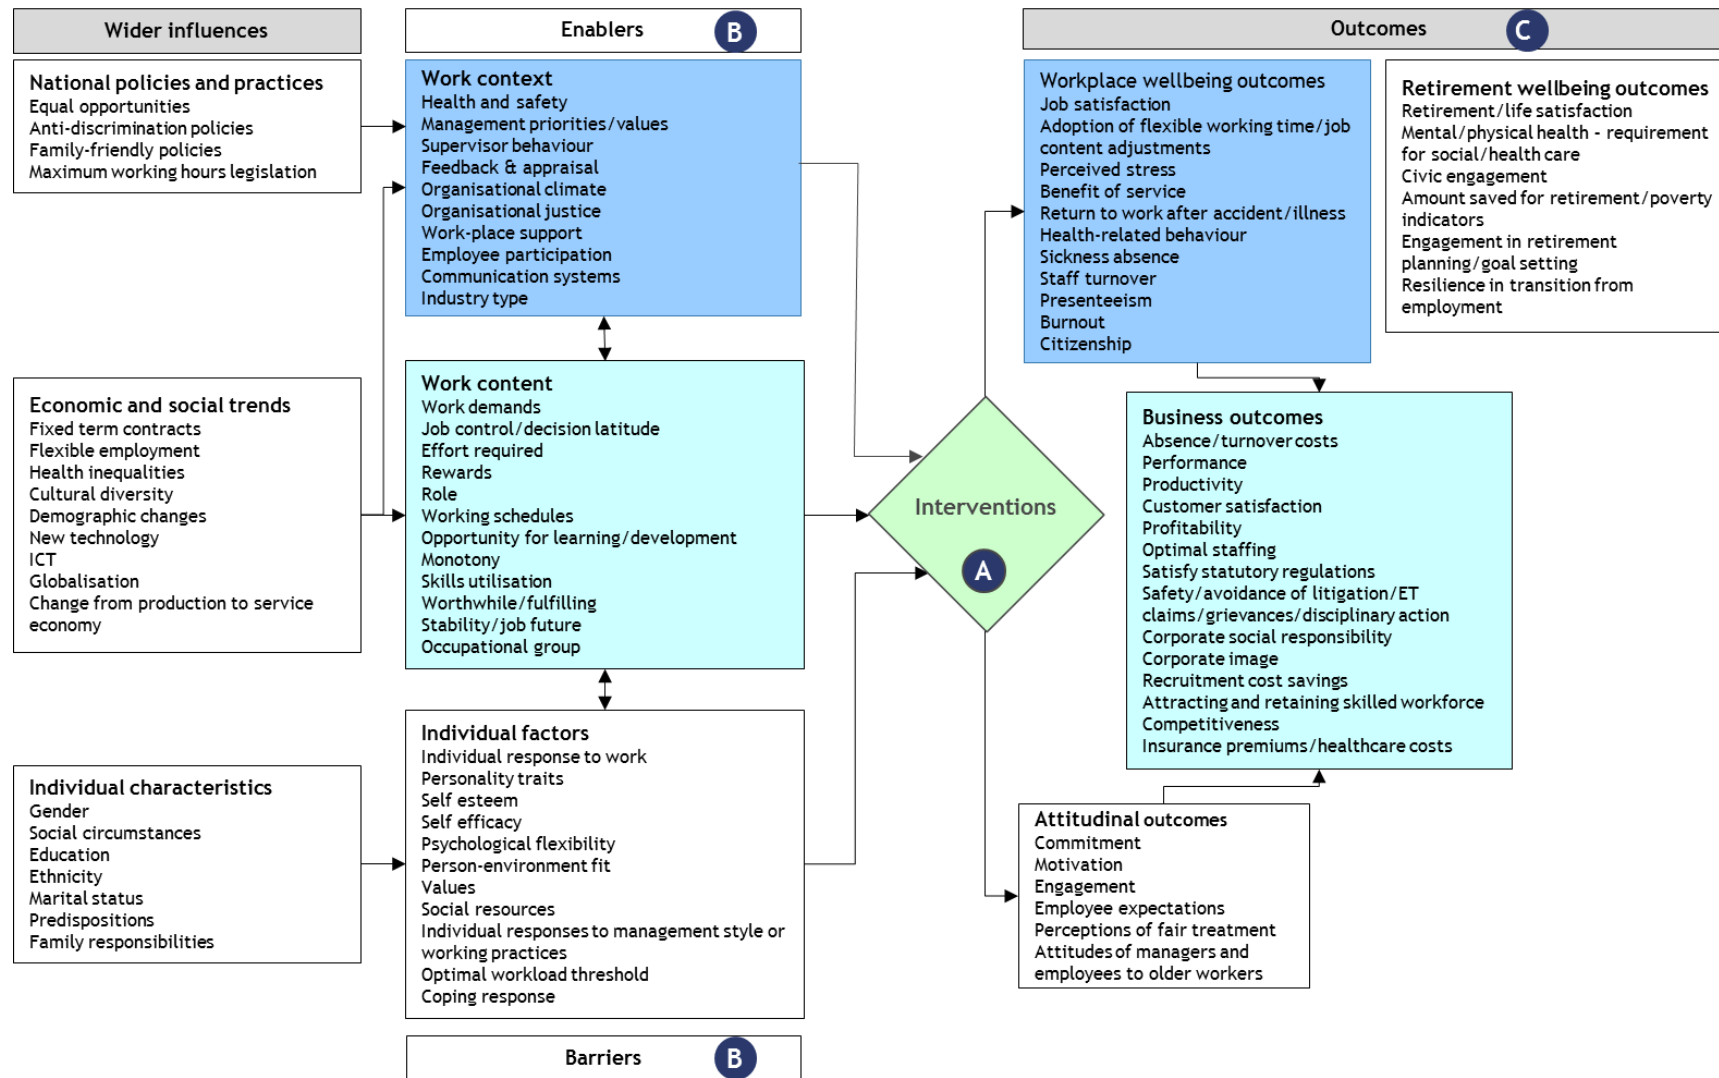 Wider influences
National policies and practices
Equal opportunities
Anti-discrimination policies
Family-friendly policies
Maximum working hours legislation
Economic and social trends
Fixed term contracts
Flexible employment
Health inequalities
Cultural diversity
Demographic changes
New technology
ICT
Globalisation
Change from production to service
economy
Individual characteristics
Gender
Social circumstances
Education
Ethnicity
Marital status
Predispositions
Family responsibilities
Enablers B
Work context
Health and safety
Management priorities/values
Supervisor behaviour
Feedback & appraisal
Organisational climate
Organisational justice
Work-place support
Employee participation
Communication systems
Industry type
Work content
Work demands
Job control/decision latitude
Effort required
Rewards
Role
Working schedules
Opportunity for learning/development
Monotony
Skills utilisation
Worthwhile/fulfilling
Stability/job future
Occupational group
Individual factors
Individual response to work
Personality traits
Self esteem
Self efficacy
Psychological flexibility
Person-environment fit
Values
Social resources
Individual responses to management style or
working practices
Optimal workload threshold
Coping response
Barriers B
Interventions
A
Outcomes C
Workplace wellbeing outcomes
Job satisfaction
Adoption of flexible working time/job
content adjustments
Perceived stress
Benefit of service
Return to work after accident/illness
Health-related behaviour
Sickness absence
Staff turnover
Presenteeism
Burnout
Citizenship
Retirement wellbeing outcomes
Retirement/life satisfaction
Mental/physical health - requirement
for social/health care
Civic engagement
Amount saved for retirement/poverty
indicators
Engagement in retirement
planning/goal setting
Resilience in transition from
employment
Business outcomes
Absence/turnover costs
Performance
Productivity
Customer satisfaction
Profitability
Optimal staffing
Satisfy statutory regulations
Safety/avoidance of litigation/ET
claims/grievances/disciplinary action
Corporate social responsibility
Corporate image
Recruitment cost savings
Attracting and retaining skilled workforce
Competitiveness
Insurance premiums/healthcare costs
Attitudinal outcomes
Commitment
Motivation
Engagement
Employee expectations
Perceptions of fair treatment
Attitudes of managers and
employees to older workers